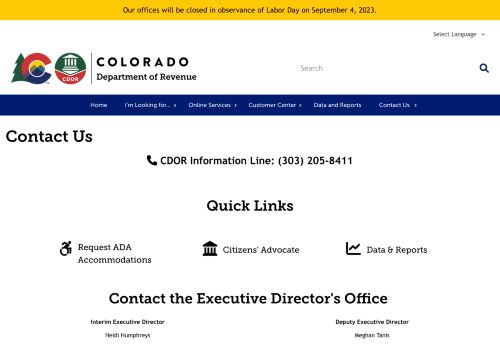 Our offices will be closed in observance of Labor Day on September 4, 2023.
Select Language
COLORADO
Department of Revenue
CDOR
Search
Home
I'm Looking for...
Online Services
Customer Center
Data and Reports
Contact Us
Contact Us
CDOR Information Line: (303) 205-8411
Quick Links
Request ADA
Accommodations
Citizens' Advocate
Data & Reports
Contact the Executive Director's Office
Interim Executive Director
Heidi Humphreys
Deputy Executive Director
Meghan Tanis